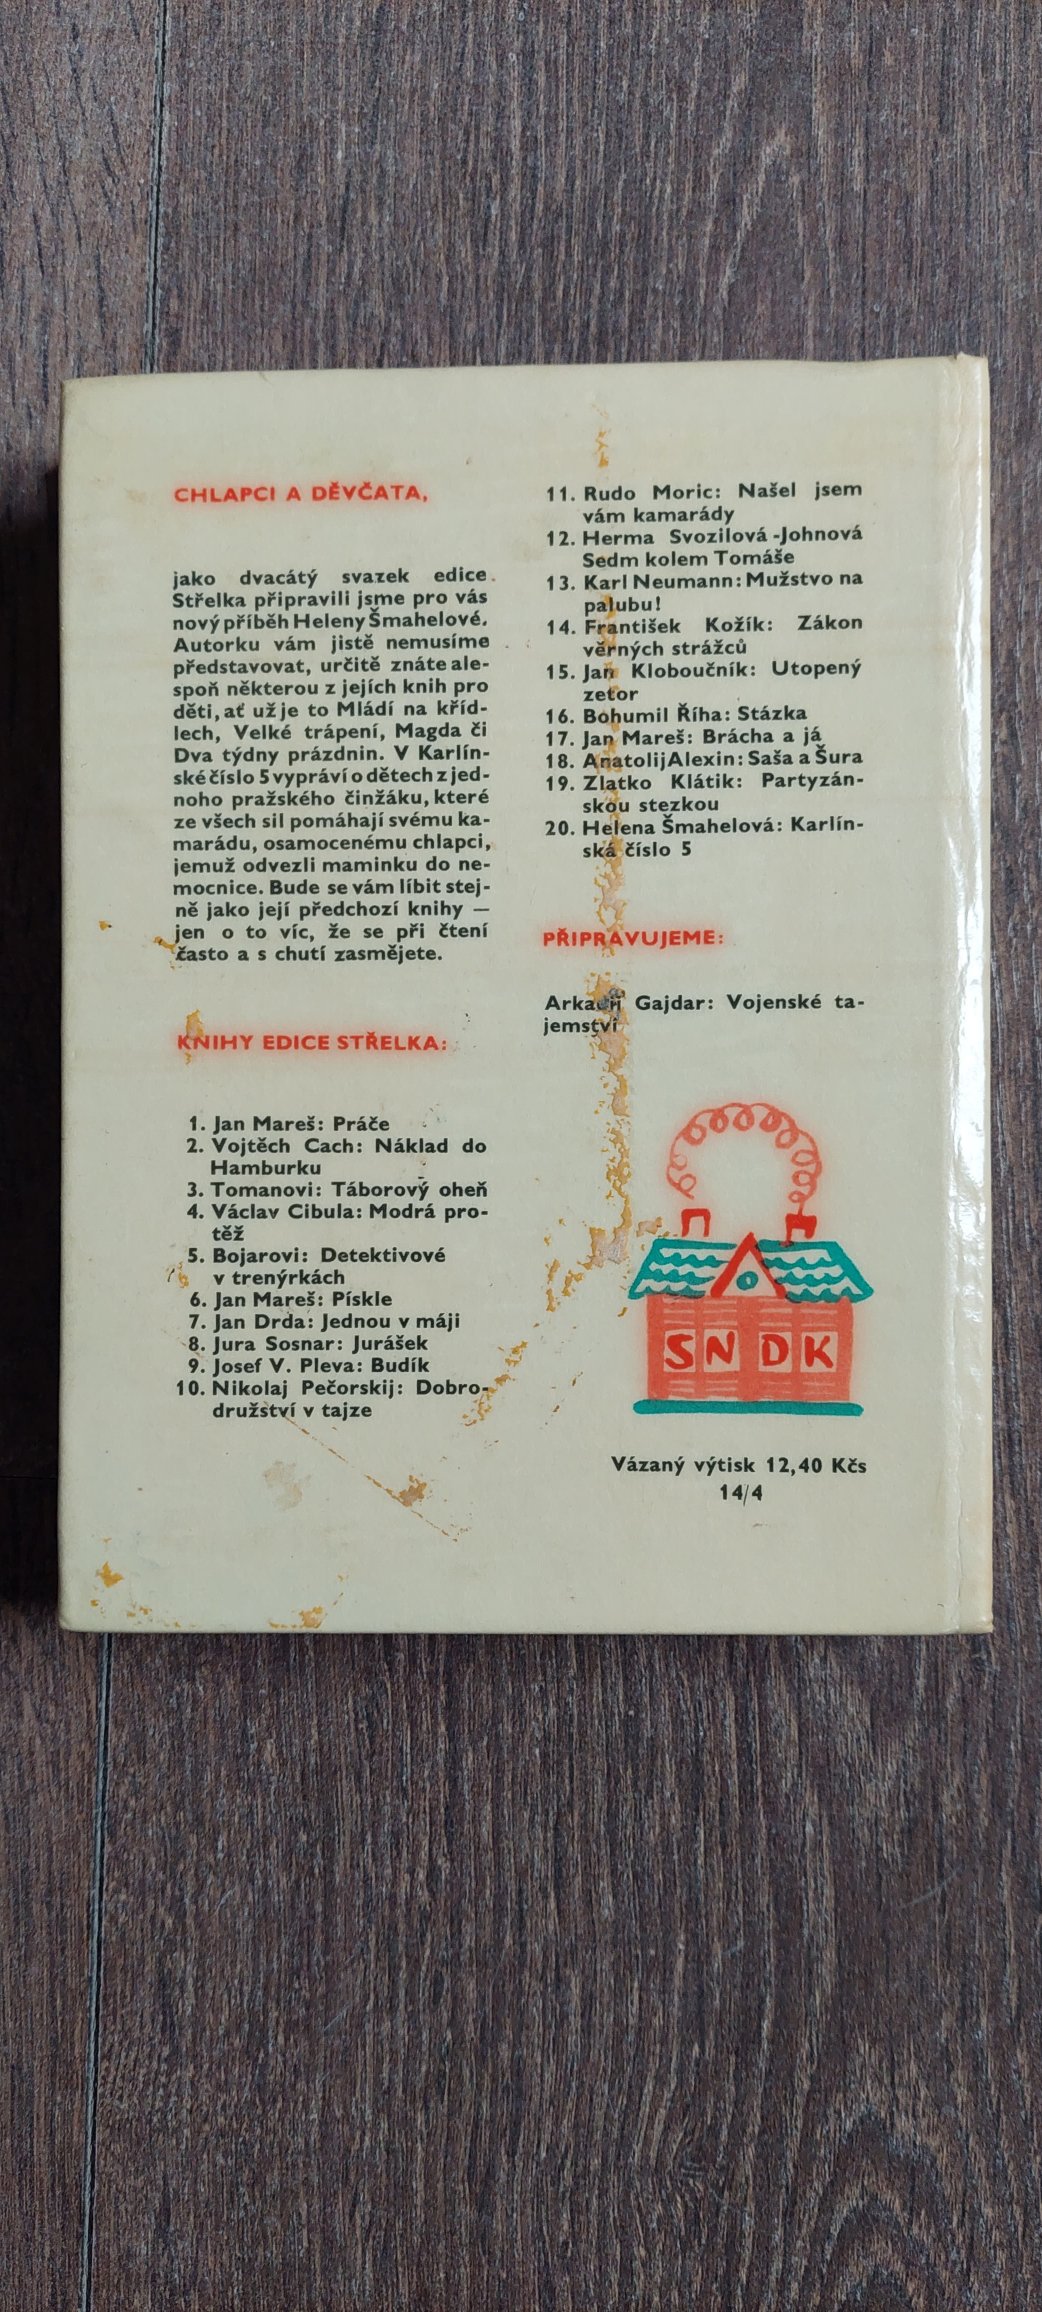 CHLAPCI A DĚVČATA,
jako dvacátý svazek edice
Střelka připravili jsme pro vás
nový příběh Heleny Šmahelové.
Autorku vám jistě nemusíme
představovat, určitě znáte ale-
spoň některou z jejích knih pro
děti, ať už je to Mládí na kříd-
lech, Velké trápení, Magda či
Dva týdny prázdnin. V Karlín-
ské číslo 5 vypráví o dětech z jed-
noho pražského činžáku, které
ze všech sil pomáhají svému ka-
marádu, osamocenému chlapci,
jemuž odvezli maminku do ne-
mocnice. Bude se vám líbit stej-
ně jako její předchozí knihy —
jen o to víc, že se při čtení
často a s chutí zasmějete.
KNIHY EDICE STŘELKA:
1. Jan Mareš: Práče
2. Vojtěch Cach: Náklad do
Hamburku
3. Tomanovi: Táborový oheň
4. Václav Cibula: Modrá pro-
těž
5. Bojarovi: Detektivové
v trenýrkách
6. Jan Mareš: Pískle
7. Jan Drda: Jednou v máji
8. Jura Sosnar: Jurášek
9. Josef V. Pleva: Budík
10. Nikolaj Pečorskij: Dobro-
družství v tajze
11. Rudo Moric: Našel jsem
vám kamarády
12. Herma Svozilová-Johnová
Sedm kolem Tomáše
13. Karl Neumann: Mužstvo na
palubu!
14. František Kožík: Zákon
věrných strážců
15. Jan Kloboučník: Utopený
zetor
16. Bohumil Říha: Stázka
17. Jan Mareš: Brácha a já
18. Anatolij Alexin: Saša a Šura
19. Zlatko Klátik: Partyzán-
skou stezkou
20. Helena Šmahelová: Karlín-
ská číslo 5
PŘIPRAVUJEME:
Arkadij Gajdar: Vojenské ta-
jemství
SNDK
Vázaný výtisk 12,40 Kčs
14/4